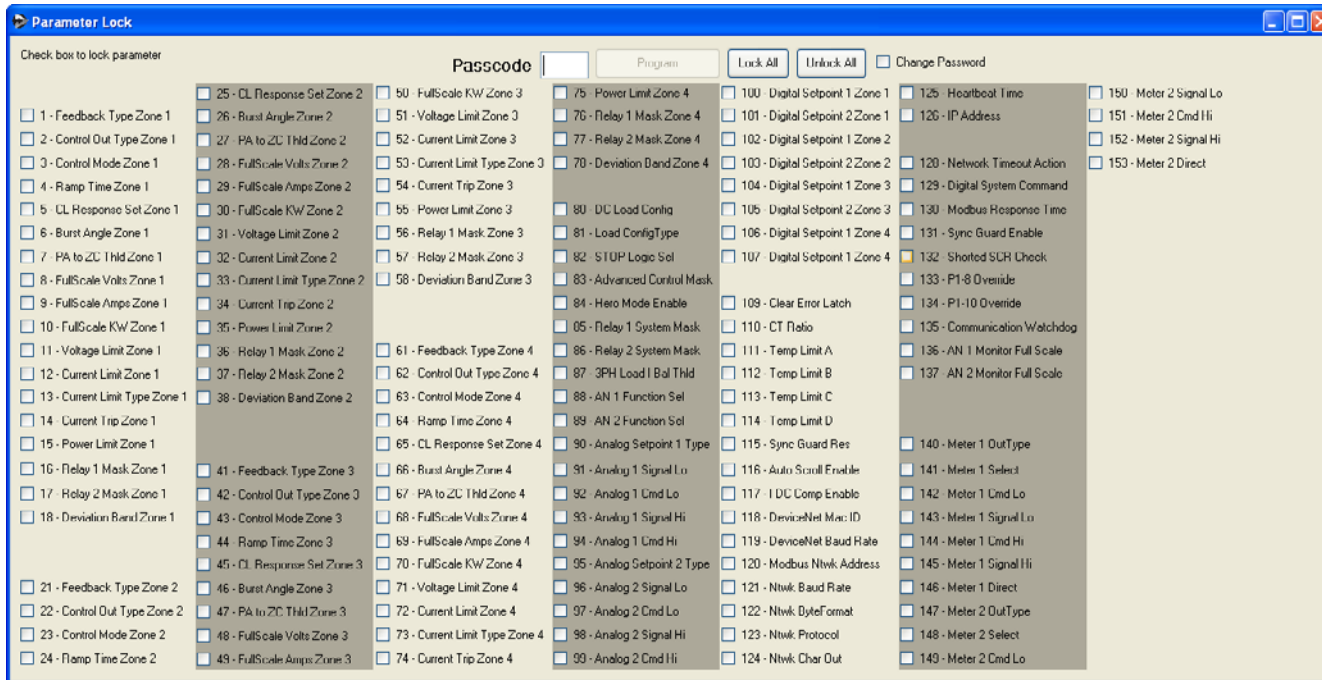 Parameter Lock
Check box to lock parameter
Passcode
Program
Lock All
Unlock All
Change Password
1 - Feedback Type Zone 1
2 - Control Out Type Zone 1
3 - Control Mode Zone 1
4 - Ramp Time Zone 1
5 - CL Response Set Zone 1
6 - Burst Angle Zone 1
7 - PA to ZC Thld Zone 1
8 - FullScale Volts Zone 1
9 - FullScale Amps Zone 1
10 - FullScale KW Zone 1
11 - Voltage Limit Zone 1
12 - Current Limit Zone 1
13 - Current Limit Type Zone 1
14 - Current Trip Zone 1
15 - Power Limit Zone 1
16 - Relay 1 Mask Zone 1
17 - Relay 2 Mask Zone 1
18 - Deviation Band Zone 1
21 - Feedback Type Zone 2
22 - Control Out Type Zone 2
23 - Control Mode Zone 2
24 - Ramp Time Zone 2
25 - CL Response Set Zone 2
26 - Burst Angle Zone 2
27 - PA to ZC Thld Zone 2
28 - FullScale Volts Zone 2
29 - FullScale Amps Zone 2
30 - FullScale KW Zone 2
31 - Voltage Limit Zone 2
32 - Current Limit Zone 2
33 - Current Limit Type Zone 2
34 - Current Trip Zone 2
35 - Power Limit Zone 2
36 - Relay 1 Mask Zone 2
37 - Relay 2 Mask Zone 2
38 - Deviation Band Zone 2
41 - Feedback Type Zone 3
42 - Control Out Type Zone 3
43 - Control Mode Zone 3
44 - Ramp Time Zone 3
45 - CL Response Set Zone 3
46 - Burst Angle Zone 3
47 - PA to ZC Thld Zone 3
48 - FullScale Volts Zone 3
49 - FullScale Amps Zone 3
50 - FullScale KW Zone 3
51 - Voltage Limit Zone 3
52 - Current Limit Zone 3
53 - Current Limit Type Zone 3
54 - Current Trip Zone 3
55 - Power Limit Zone 3
56 - Relay 1 Mask Zone 3
57 - Relay 2 Mask Zone 3
58 - Deviation Band Zone 3
61 - Feedback Type Zone 4
62 - Control Out Type Zone 4
63 - Control Mode Zone 4
64 - Ramp Time Zone 4
65 - CL Response Set Zone 4
66 - Burst Angle Zone 4
67 - PA to ZC Thld Zone 4
68 - FullScale Volts Zone 4
69 - FullScale Amps Zone 4
70 - FullScale KW Zone 4
71 - Voltage Limit Zone 4
72 - Current Limit Zone 4
73 - Current Limit Type Zone 4
74 - Current Trip Zone 4
75 - Power Limit Zone 4
76 - Relay 1 Mask Zone 4
77 - Relay 2 Mask Zone 4
78 - Deviation Band Zone 4
80 - DC Load Config
81 - Load ConfigType
82 - STOP Logic Sel
83 - Advanced Control Mask
84 - Hero Mode Enable
85 - Relay 1 System Mask
86 - Relay 2 System Mask
87 - 3PH Load I Bal Thld
88 - AN 1 Function Sel
89 - AN 2 Function Sel
90 - Analog Setpoint 1 Type
91 - Analog 1 Signal Lo
92 - Analog 1 Cmd Lo
93 - Analog 1 Signal Hi
94 - Analog 1 Cmd Hi
95 - Analog Setpoint 2 Type
96 - Analog 2 Signal Lo
97 - Analog 2 Cmd Lo
98 - Analog 2 Signal Hi
99 - Analog 2 Cmd Hi
100 - Digital Setpoint 1 Zone 1
101 - Digital Setpoint 2 Zone 1
102 - Digital Setpoint 1 Zone 2
103 - Digital Setpoint 2 Zone 2
104 - Digital Setpoint 1 Zone 3
105 - Digital Setpoint 2 Zone 3
106 - Digital Setpoint 1 Zone 4
107 - Digital Setpoint 1 Zone 4
109 - Clear Error Latch
110 - CT Ratio
111 - Temp Limit A
112 - Temp Limit B
113 - Temp Limit C
114 - Temp Limit D
115 - Sync Guard Res
116 - Auto Scroll Enable
117 - I DC Comp Enable
118 - DeviceNet Mac ID
119 - DeviceNet Baud Rate
120 - Modbus Ntwk Address
121 - Ntwk Baud Rate
122 - Ntwk ByteFormat
123 - Ntwk Protocol
124 - Ntwk Char Out
125 - Heartbeat Time
126 - IP Address
128 - Network Timeout Action
129 - Digital System Command
130 - Modbus Response Time
131 - Sync Guard Enable
132 - Shorted SCR Check
133 - P1-8 Override
134 - P1-10 Override
135 - Communication Watchdog
136 - AN 1 Monitor Full Scale
137 - AN 2 Monitor Full Scale
140 - Meter 1 OutType
141 - Meter 1 Select
142 - Meter 1 Cmd Lo
143 - Meter 1 Signal Lo
144 - Meter 1 Cmd Hi
145 - Meter 1 Signal Hi
146 - Meter 1 Direct
147 - Meter 2 OutType
148 - Meter 2 Select
149 - Meter 2 Cmd Lo
150 - Meter 2 Signal Lo
151 - Meter 2 Cmd Hi
152 - Meter 2 Signal Hi
153 - Meter 2 Direct